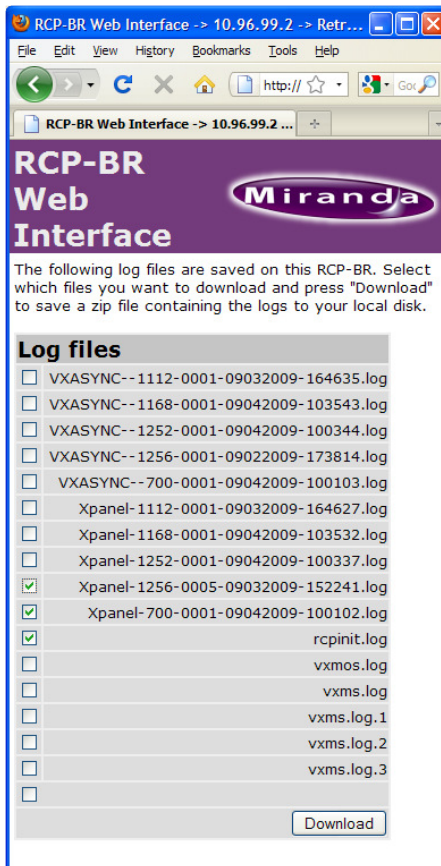 RCP-BR Web Interface -> 10.96.99.2 -> Retr...
File Edit View History Bookmarks Tools Help
http://
RCP-BR Web Interface -> 10.96.99.2 ...
RCP-BR
Web
Interface
Miranda
The following log files are saved on this RCP-BR. Select
which files you want to download and press "Download"
to save a zip file containing the logs to your local disk.
Log files
VXASYNC--1112-0001-09032009-164635.log
VXASYNC--1168-0001-09042009-103543.log
VXASYNC--1252-0001-09042009-100344.log
VXASYNC--1256-0001-09022009-173814.log
VXASYNC--700-0001-09042009-100103.log
Xpanel-1112-0001-09032009-164627.log
Xpanel-1168-0001-09042009-103532.log
Xpanel-1252-0001-09042009-100337.log
Xpanel-1256-0005-09032009-152241.log
Xpanel-700-0001-09042009-100102.log
rcpinit.log
vxmos.log
vxms.log
vxms.log.1
vxms.log.2
vxms.log.3
Download